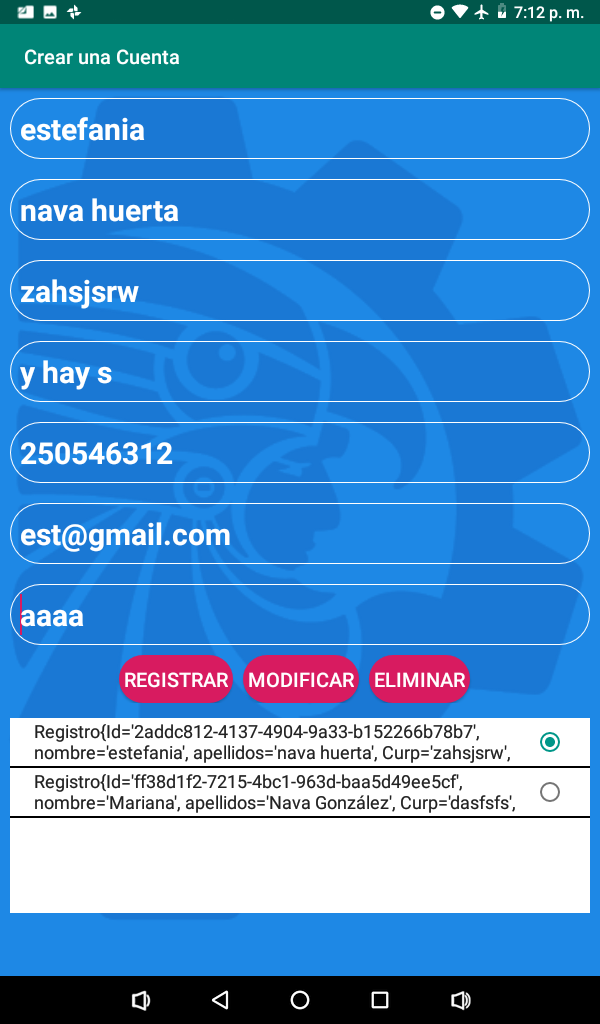 7:12 p. m.
Crear una Cuenta
estefania
nava huerta
zahsjsrw
y hay s
250546312
est@gmail.com
aaaa
REGISTRAR MODIFICAR ELIMINAR
Registro{Id='2addc812-4137-4904-9a33-b152266b78b7',
nombre='estefania', apellidos='nava huerta', Curp='zahsjsrw',
Registro{Id='ff38d1f2-7215-4bc1-963d-baa5d49ee5cf',
nombre='Mariana', apellidos='Nava González', Curp='dasfsfs',